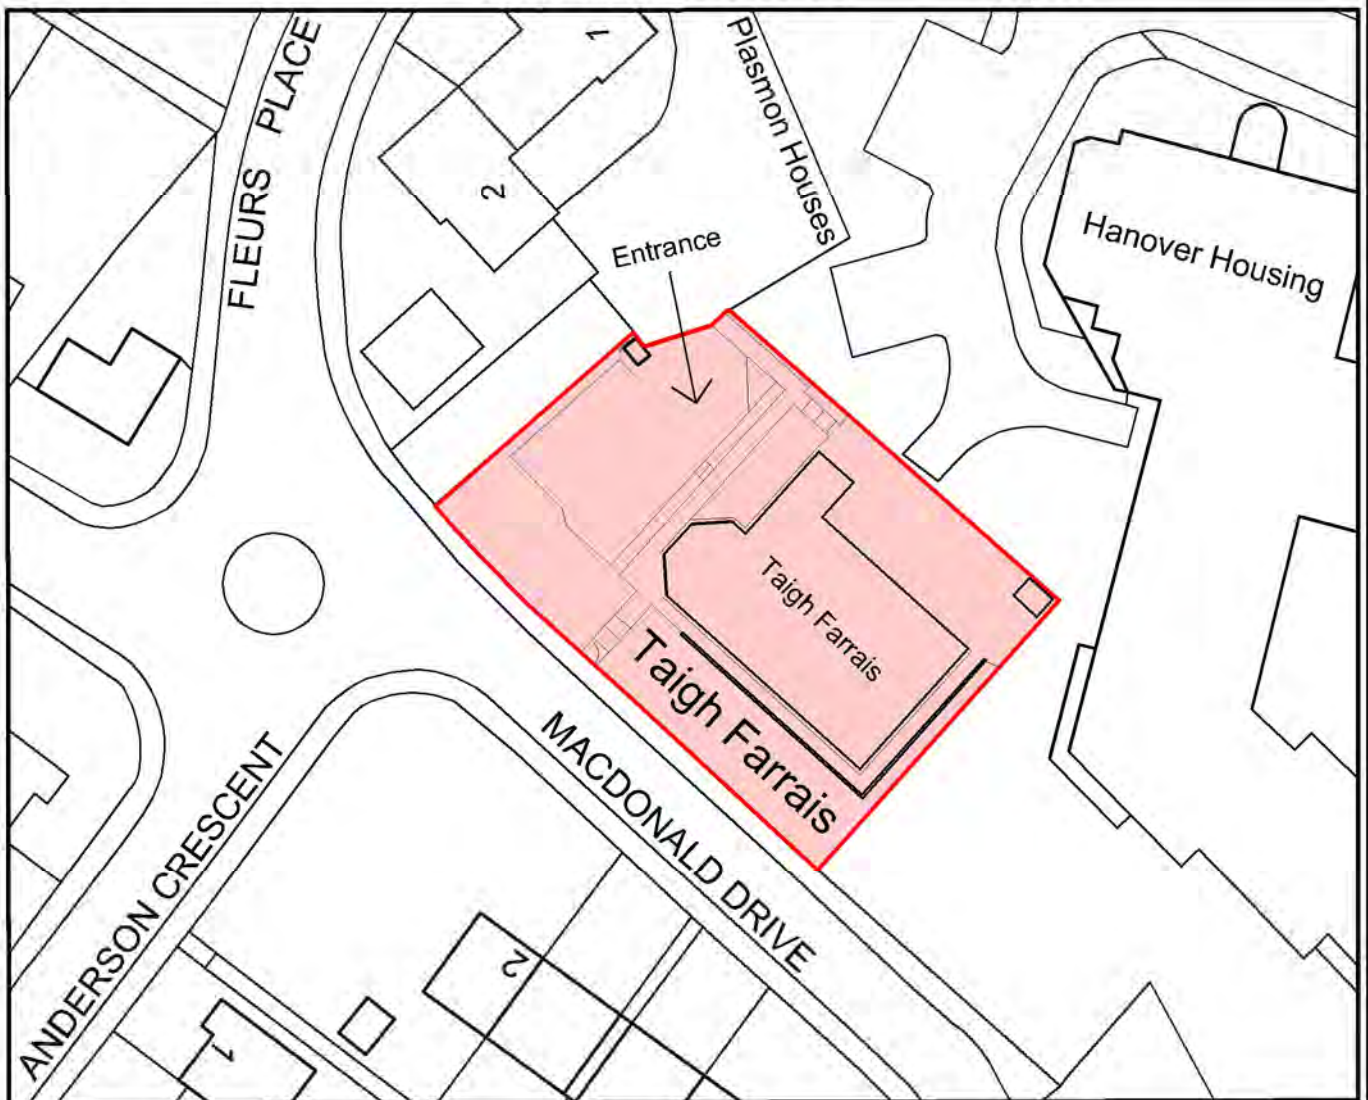 FLEURS PLACE
1
2
Plasmon Houses
Entrance
Hanover Housing
Taigh Farrais
Taigh Farrais
MACDONALD DRIVE
ANDERSON CRESCENT
2
1